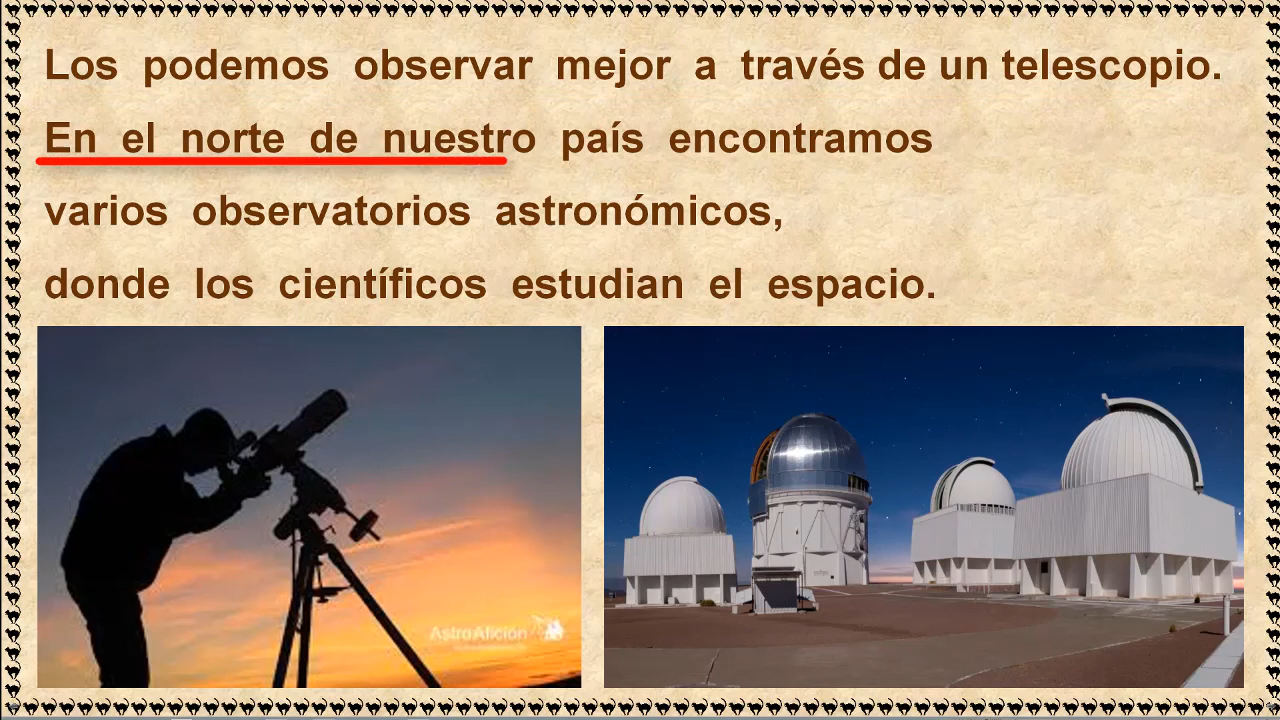 Los podemos observar mejor a través de un telescopio.
En el norte de nuestro país encontramos
varios observatorios astronómicos,
donde los científicos estudian el espacio.
AstroAfición